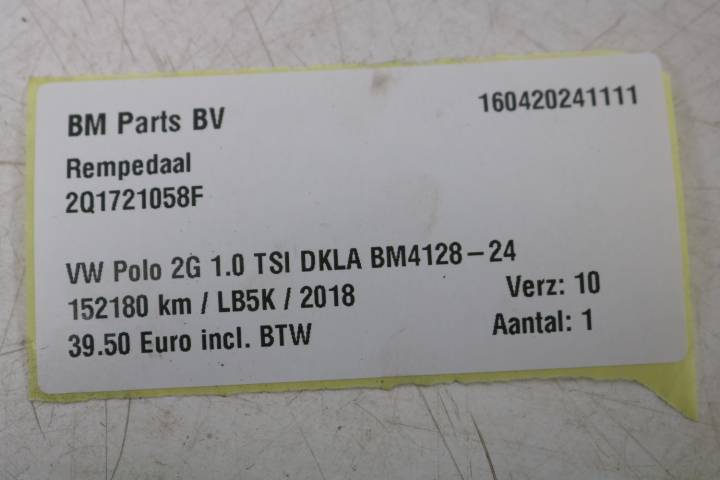 BM Parts BV
160420241111
Rempedaal
2Q1721058F
VW Polo 2G 1.0 TSI DKLA BM4128-24
152180 km / LB5K / 2018
Verz: 10
39.50 Euro incl. BTW
Aantal: 1